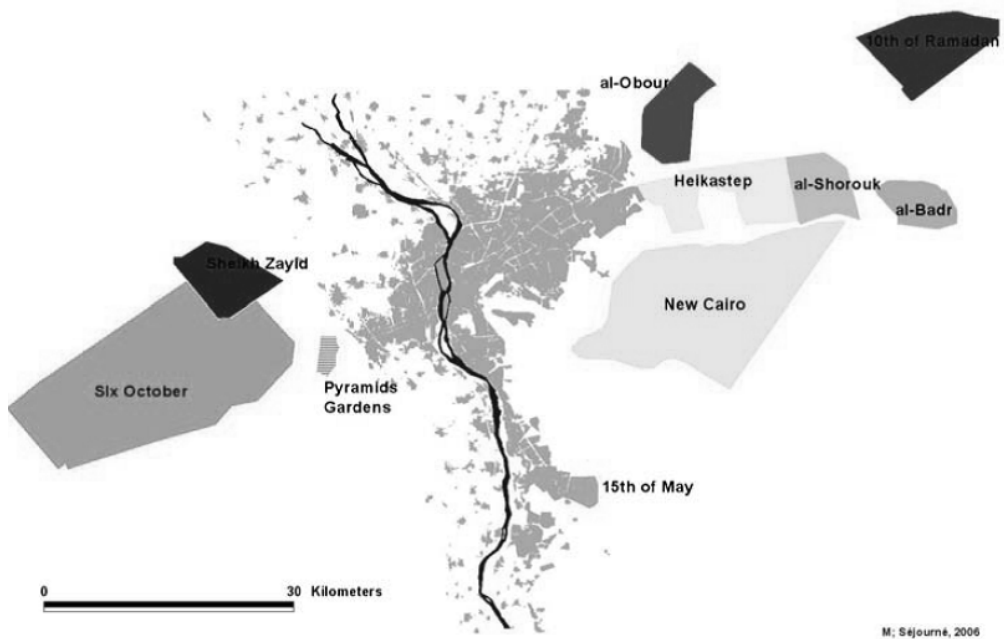 10th of Ramadan
al-Obour
Heikastep
al-Shorouk
al-Badr
Sheikh Zayid
New Cairo
Six October
Pyramids
Gardens
15th of May
0
30 Kilometers
M; Séjourné, 2006